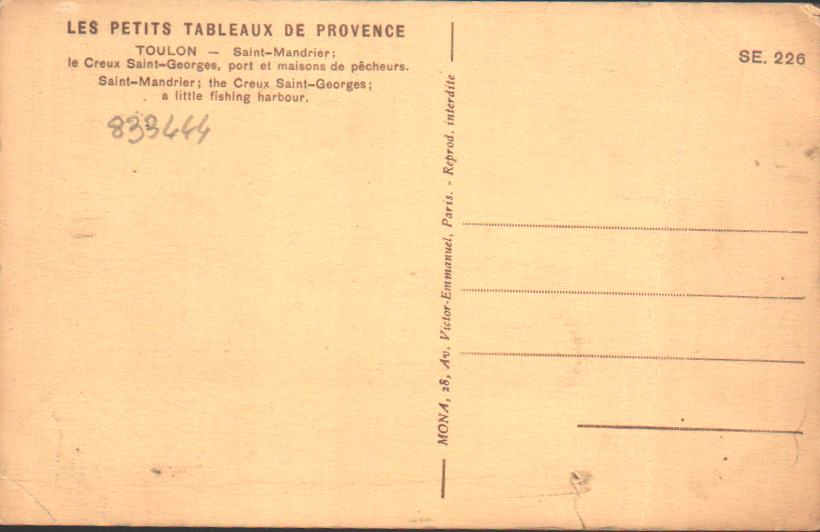 LES PETITS TABLEAUX DE PROVENCE
TOULON — Saint-Mandrier;
le Creux Saint-Georges, port et maisons de pêcheurs.
Saint-Mandrier; the Creux Saint-Georges;
a little fishing harbour.
833444
MONA, 28, Av. Victor-Emmanuel, Paris. - Reprod. interdite
SE. 226